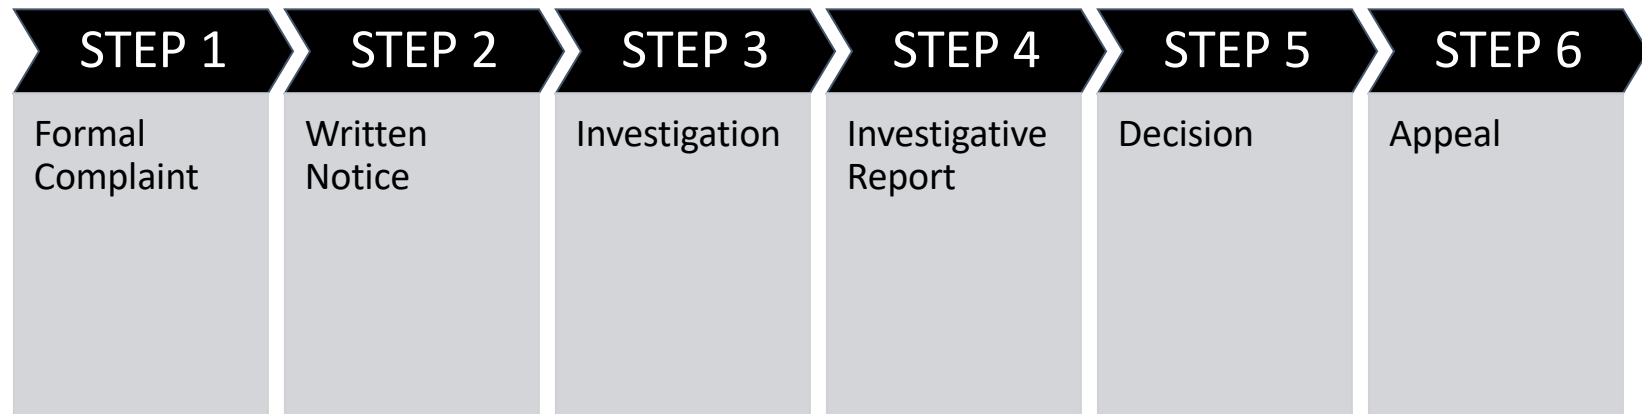 STEP 1
Formal
Complaint
STEP 2
Written
Notice
STEP 3
Investigation
STEP 4
Investigative
Report
STEP 5
Decision
STEP 6
Appeal